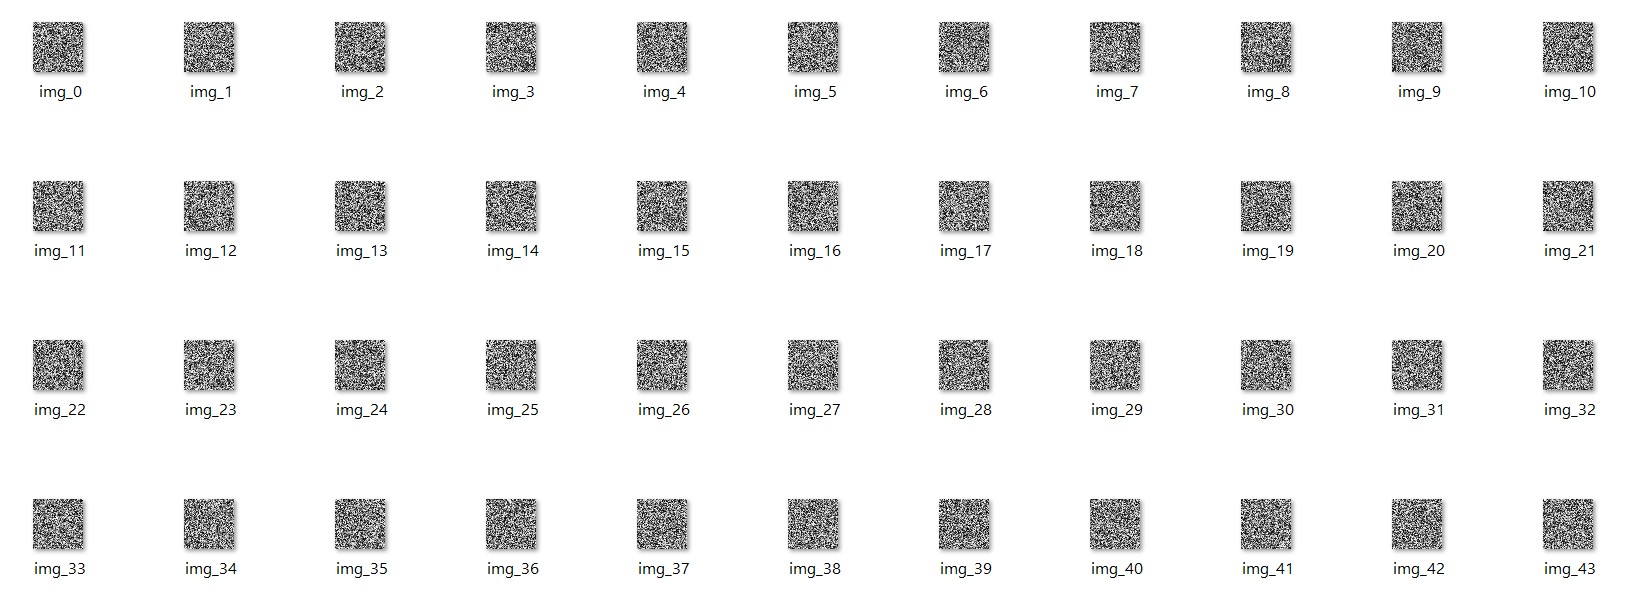 img_0 img_1 img_2 img_3 img_4 img_5 img_6 img_7 img_8 img_9 img_10
img_11 img_12 img_13 img_14 img_15 img_16 img_17 img_18 img_19 img_20 img_21
img_22 img_23 img_24 img_25 img_26 img_27 img_28 img_29 img_30 img_31 img_32
img_33 img_34 img_35 img_36 img_37 img_38 img_39 img_40 img_41 img_42 img_43